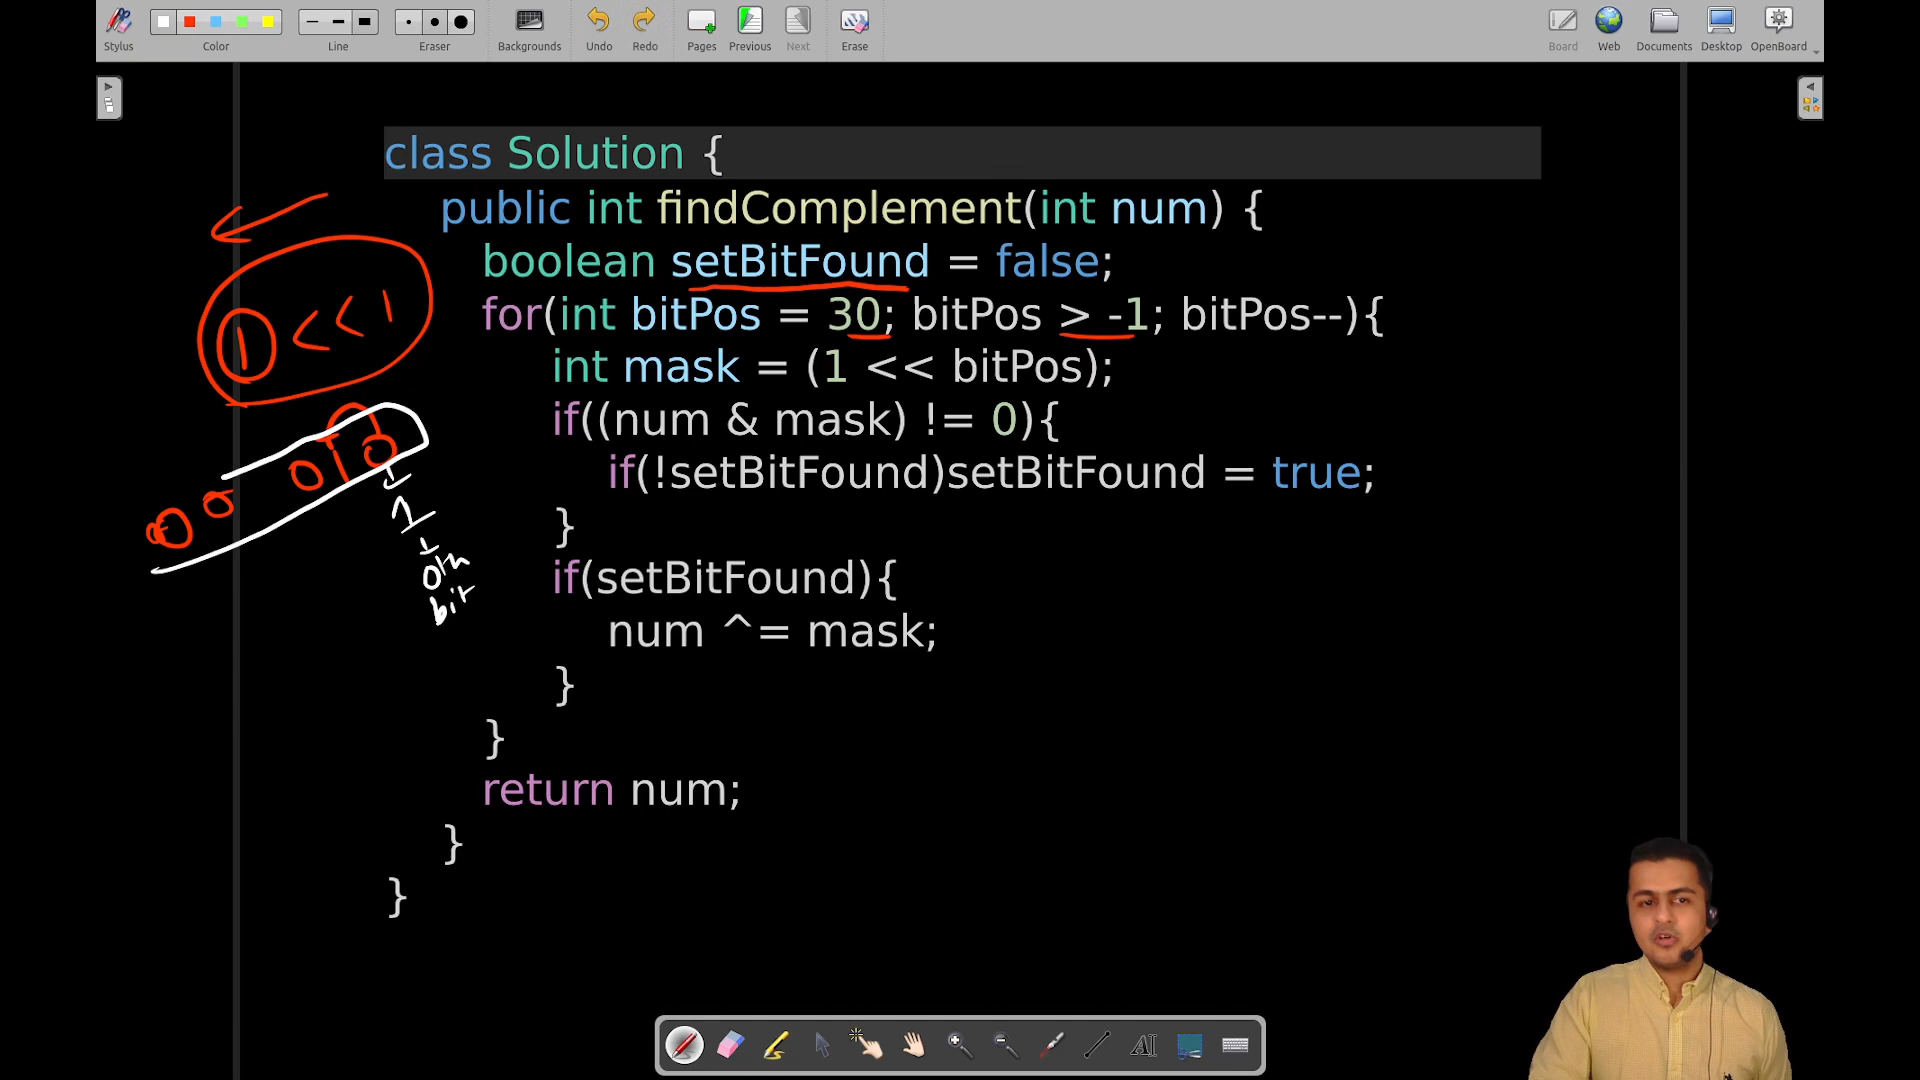 Stylus Color Line Eraser Backgrounds Undo Redo Pages Previous Next Erase Board Web Documents Desktop OpenBoard
class Solution {
public int findComplement(int num) {
boolean setBitFound = false;
for(int bitPos = 30; bitPos > -1; bitPos--){
int mask = (1 << bitPos);
if((num & mask) != 0){
if(!setBitFound)setBitFound = true;
}
if(setBitFound){
num ^= mask;
}
}
return num;
}
}
1 << 1
0 0 0 1 0
1
0th
bit